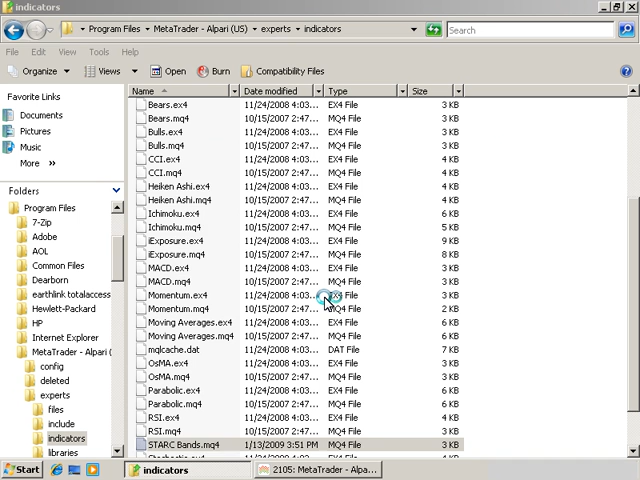 indicators
Program Files ▸ MetaTrader - Alpari (US) ▸ experts ▸ indicators
Search
File Edit View Tools Help
Organize Views Open Burn Compatibility Files
Favorite Links
Documents
Pictures
Music
More »
Folders
Program Files
7-Zip
Adobe
AOL
Common Files
Dearborn
earthlink totalaccess
Hewlett-Packard
HP
Internet Explorer
MetaTrader - Alpari (
config
deleted
experts
files
include
indicators
libraries
Name Date modified Type Size
Bears.ex4 11/24/2008 4:03... EX4 File 3 KB
Bears.mq4 10/15/2007 2:47... MQ4 File 3 KB
Bulls.ex4 11/24/2008 4:03... EX4 File 3 KB
Bulls.mq4 10/15/2007 2:47... MQ4 File 3 KB
CCI.ex4 11/24/2008 4:03... EX4 File 4 KB
CCI.mq4 10/15/2007 2:47... MQ4 File 4 KB
Heiken Ashi.ex4 11/24/2008 4:03... EX4 File 4 KB
Heiken Ashi.mq4 10/15/2007 2:47... MQ4 File 3 KB
Ichimoku.ex4 11/24/2008 4:03... EX4 File 6 KB
Ichimoku.mq4 10/15/2007 2:47... MQ4 File 5 KB
iExposure.ex4 11/24/2008 4:03... EX4 File 9 KB
iExposure.mq4 10/15/2007 2:47... MQ4 File 8 KB
MACD.ex4 11/24/2008 4:03... EX4 File 3 KB
MACD.mq4 10/15/2007 2:47... MQ4 File 3 KB
Momentum.ex4 11/24/2008 4:03... EX4 File 3 KB
Momentum.mq4 10/15/2007 2:47... MQ4 File 2 KB
Moving Averages.ex4 11/24/2008 4:03... EX4 File 6 KB
Moving Averages.mq4 10/15/2007 2:47... MQ4 File 6 KB
mqlcache.dat 11/24/2008 4:03... DAT File 7 KB
OsMA.ex4 11/24/2008 4:03... EX4 File 3 KB
OsMA.mq4 10/15/2007 2:47... MQ4 File 3 KB
Parabolic.ex4 11/24/2008 4:03... EX4 File 6 KB
Parabolic.mq4 10/15/2007 2:47... MQ4 File 6 KB
RSI.ex4 11/24/2008 4:03... EX4 File 4 KB
RSI.mq4 10/15/2007 2:47... MQ4 File 3 KB
STARC Bands.mq4 1/13/2009 3:51 PM MQ4 File 3 KB
Start
indicators
2105: MetaTrader - Alpa...